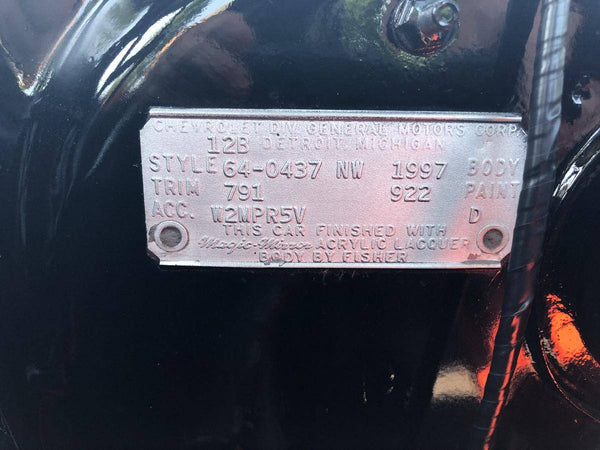 CHEVROLET DIV. GENERAL MOTORS CORP.
12B DETROIT, MICHIGAN
STYLE 64-0437 NW 1997 BODY
TRIM 791 922 PAINT
ACC. W2MPR5V D
THIS CAR FINISHED WITH
Magic-Mirror ACRYLIC LACQUER
BODY BY FISHER